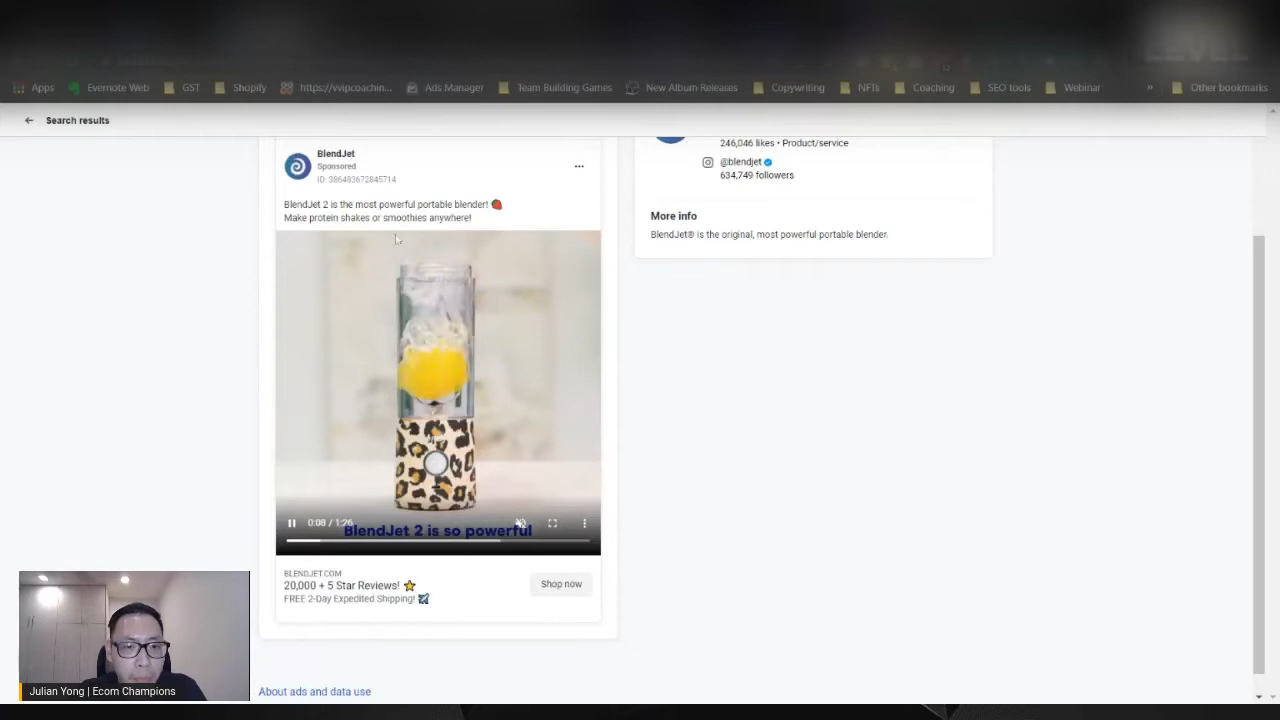 Apps
Evernote Web
GST
Shopify
https://vvipcoachin...
Ads Manager
Team Building Games
New Album Releases
Copywriting
NFTs
Coaching
SEO tools
Webinar
»
Other bookmarks
Search results
BlendJet
Sponsored
ID: 386483672845714
BlendJet 2 is the most powerful portable blender! 🍓
Make protein shakes or smoothies anywhere!
0:08 / 1:26
BlendJet 2 is so powerful
BLENDJET.COM
20,000 + 5 Star Reviews! ⭐
FREE 2-Day Expedited Shipping! ✈️
Shop now
246,046 likes • Product/service
@blendjet
634,749 followers
More info
BlendJet® is the original, most powerful portable blender.
About ads and data use
Julian Yong | Ecom Champions